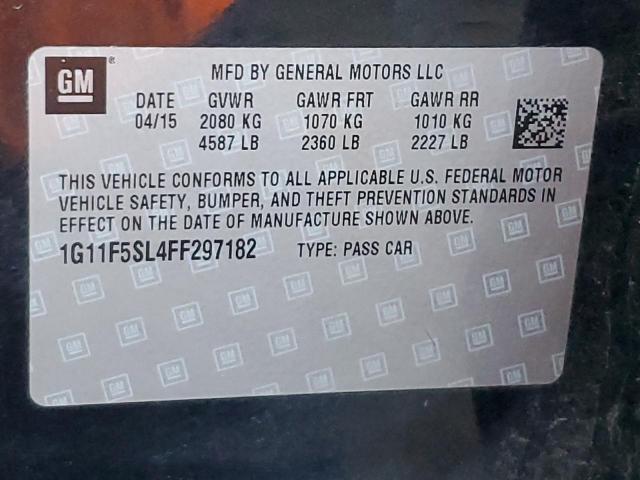 GM ®
MFD BY GENERAL MOTORS LLC
DATE GVWR GAWR FRT GAWR RR
04/15 2080 KG 1070 KG 1010 KG
4587 LB 2360 LB 2227 LB
THIS VEHICLE CONFORMS TO ALL APPLICABLE U.S. FEDERAL MOTOR
VEHICLE SAFETY, BUMPER, AND THEFT PREVENTION STANDARDS IN
EFFECT ON THE DATE OF MANUFACTURE SHOWN ABOVE.
1G11F5SL4FF297182 TYPE: PASS CAR